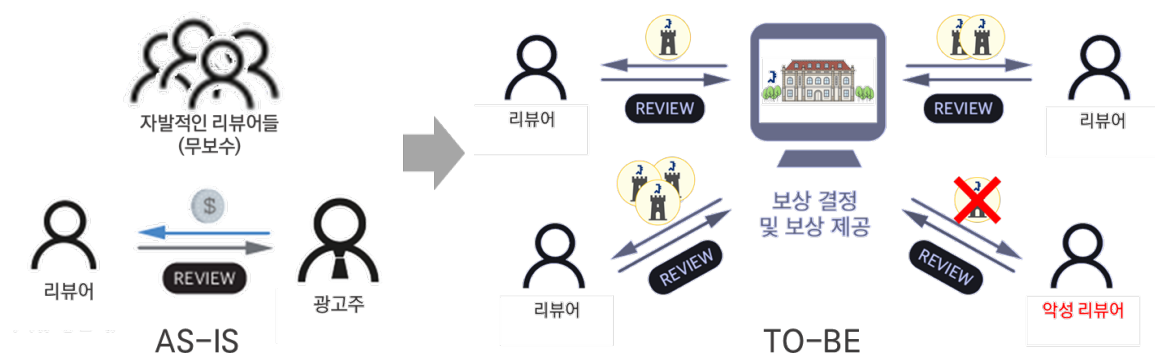 자발적인 리뷰어들
(무보수)
$
REVIEW
리뷰어
광고주
AS-IS
리뷰어
REVIEW
REVIEW
리뷰어
보상 결정
및 보상 제공
REVIEW
리뷰어
REVIEW
악성 리뷰어
TO-BE